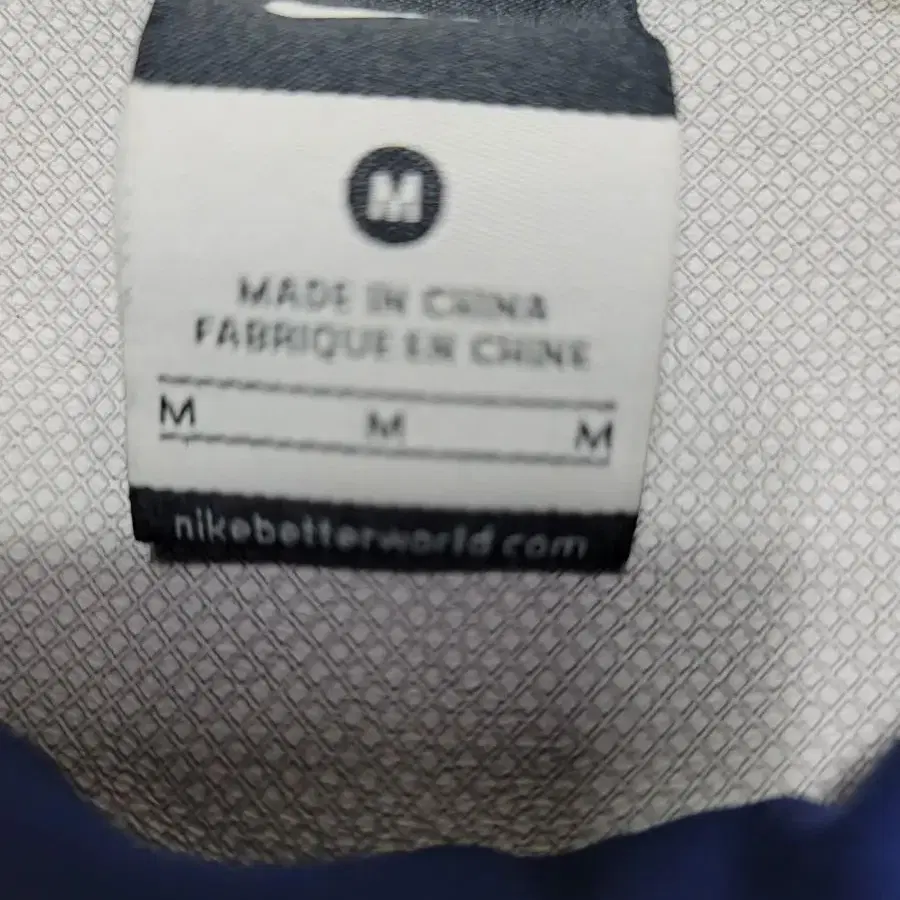 M
MADE IN CHINA
FABRIQUE EN CHINE
M M M
nikebetterworld.com